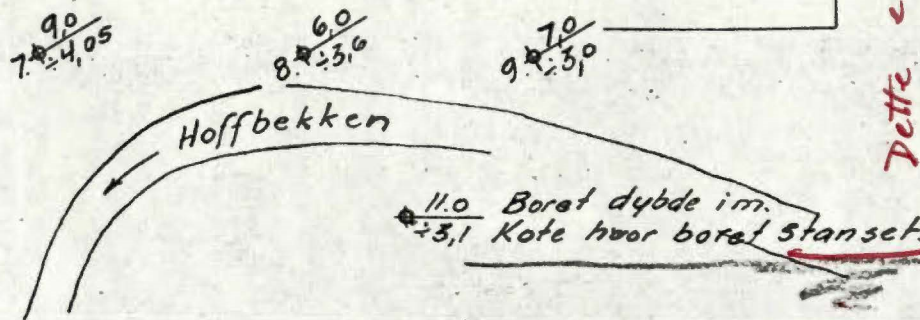 9,0
7. ÷4,05
6,0
8. ÷3,6
7,0
9. ÷3,0
Dette
Hoffbekken
11.0 Boret dybde i m.
÷3,1 Kote hvor boret stanset